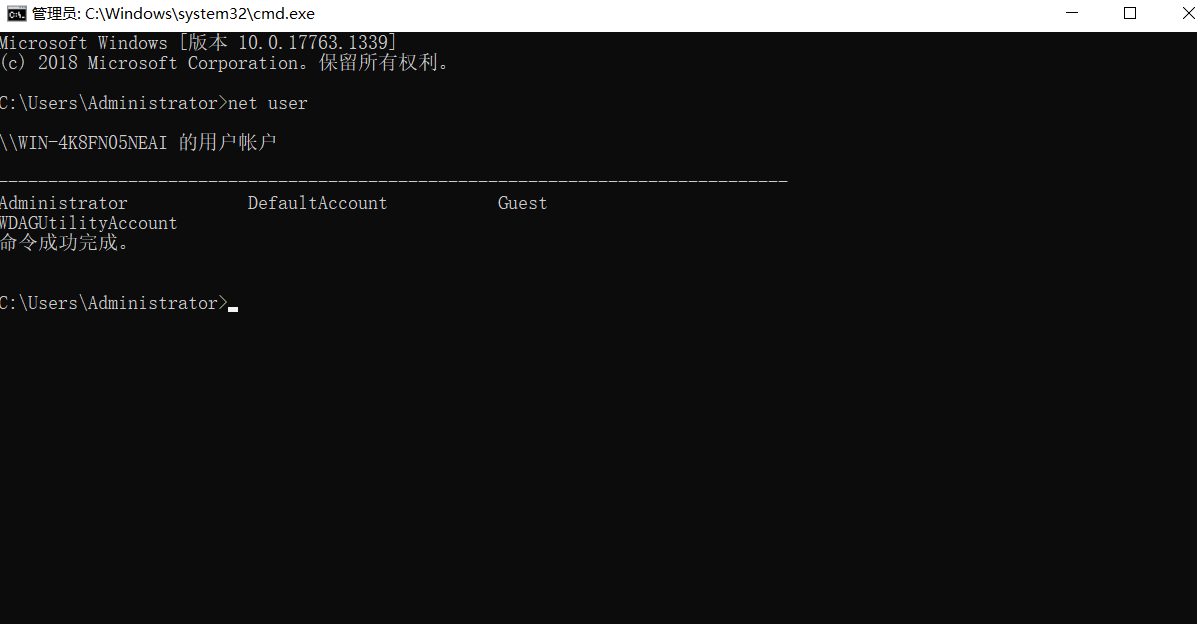 管理员: C:\Windows\system32\cmd.exe
Microsoft Windows [版本 10.0.17763.1339]
(c) 2018 Microsoft Corporation。保留所有权利。
C:\Users\Administrator>net user
\\WIN-4K8FN05NEAI 的用户帐户
-------------------------------------------------------------------------------
Administrator            DefaultAccount           Guest
WDAGUtilityAccount
命令成功完成。
C:\Users\Administrator>